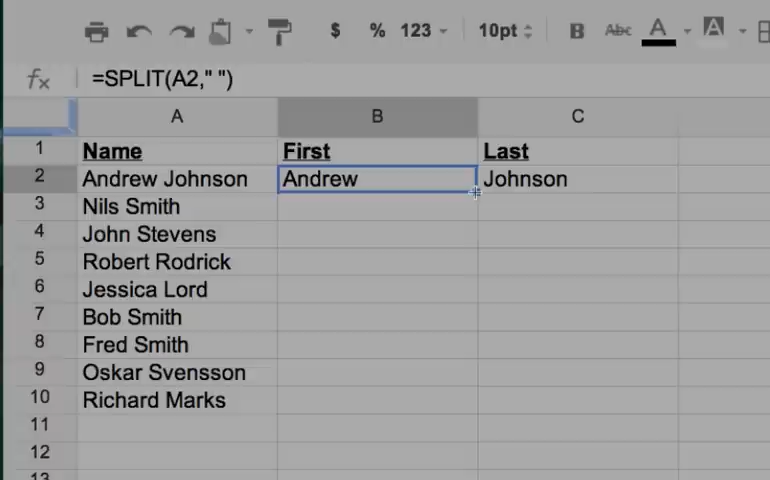 $ % 123 10pt B Abc A A
fx =SPLIT(A2," ")
A B C
1 Name First Last
2 Andrew Johnson Andrew Johnson
3 Nils Smith
4 John Stevens
5 Robert Rodrick
6 Jessica Lord
7 Bob Smith
8 Fred Smith
9 Oskar Svensson
10 Richard Marks
11
12
13